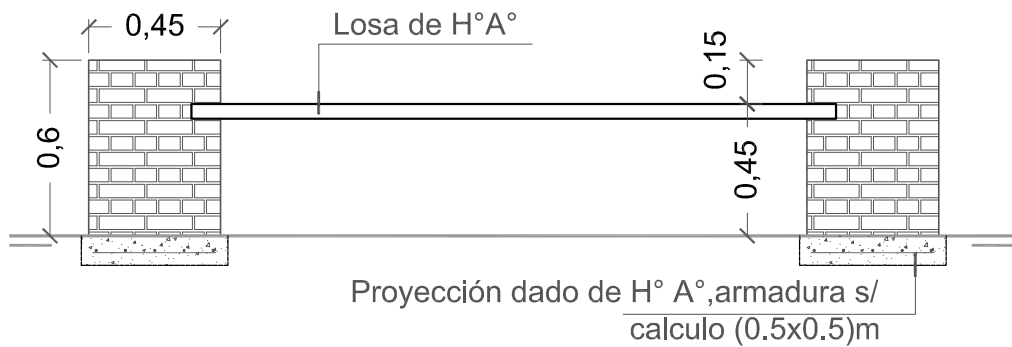 0,45
Losa de H°A°
0,15
0,6
0,45
Proyección dado de H° A°,armadura s/
calculo (0.5x0.5)m